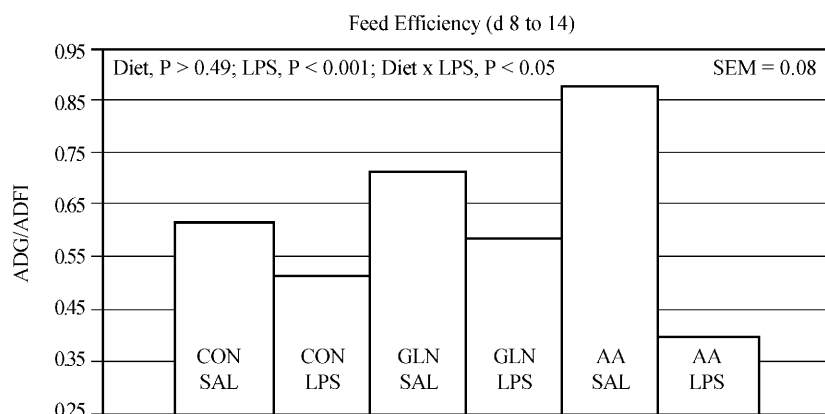 Feed Efficiency (d 8 to 14)
Diet, P > 0.49; LPS, P < 0.001; Diet x LPS, P < 0.05
SEM = 0.08
ADG/ADFI
0.95
0.85
0.75
0.65
0.55
0.45
0.35
0.25
CON
SAL
CON
LPS
GLN
SAL
GLN
LPS
AA
SAL
AA
LPS